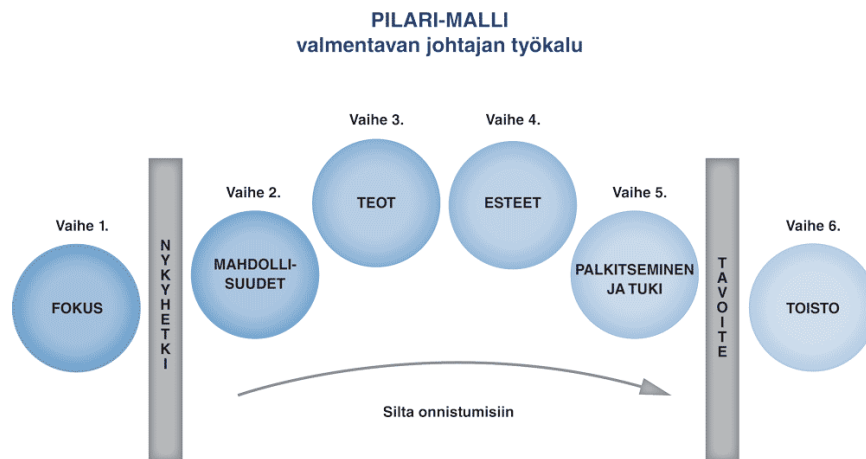 PILARI-MALLI
valmentavan johtajan työkalu
Vaihe 1.
FOKUS
NYKYHETKI
Vaihe 2.
MAHDOLLI-
SUUDET
Vaihe 3.
TEOT
Vaihe 4.
ESTEET
Vaihe 5.
PALKITSEMINEN
JA TUKI
TAVOITE
Vaihe 6.
TOISTO
Silta onnistumisiin